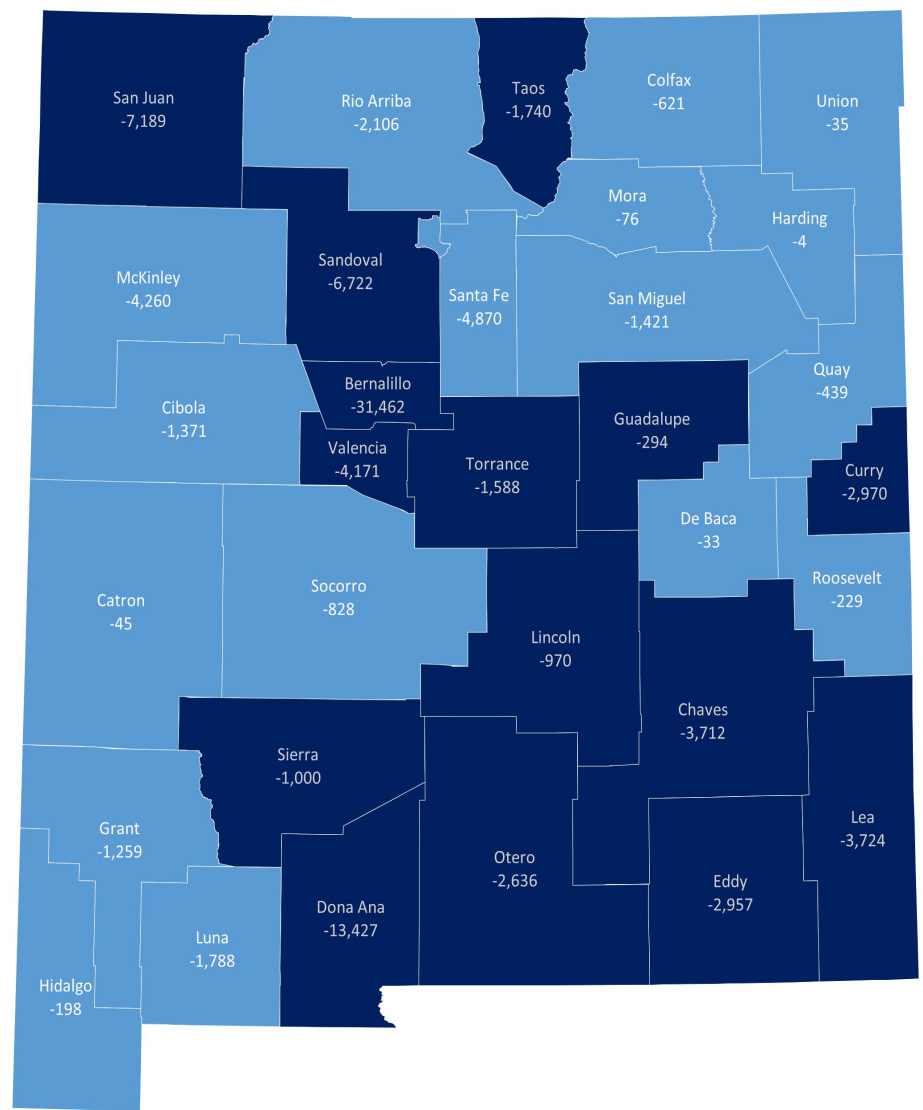 San Juan
-7,189
Rio Arriba
-2,106
Taos
-1,740
Colfax
-621
Union
-35
Mora
-76
Harding
-4
McKinley
-4,260
Sandoval
-6,722
Santa Fe
-4,870
San Miguel
-1,421
Quay
-439
Bernalillo
-31,462
Cibola
-1,371
Valencia
-4,171
Torrance
-1,588
Guadalupe
-294
Curry
-2,970
De Baca
-33
Roosevelt
-229
Catron
-45
Socorro
-828
Lincoln
-970
Chaves
-3,712
Sierra
-1,000
Grant
-1,259
Otero
-2,636
Lea
-3,724
Eddy
-2,957
Dona Ana
-13,427
Luna
-1,788
Hidalgo
-198